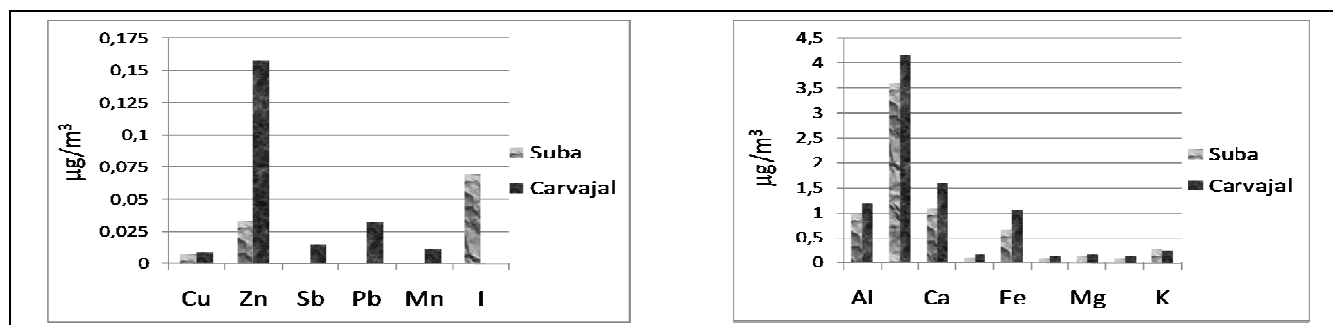 0,175
0,15
0,125
0,1
0,075
0,05
0,025
0
µg/m³
Cu Zn Sb Pb Mn I
Suba
Carvajal
4,5
4
3,5
3
2,5
2
1,5
1
0,5
0
µg/m³
Al Ca Fe Mg K
Suba
Carvajal